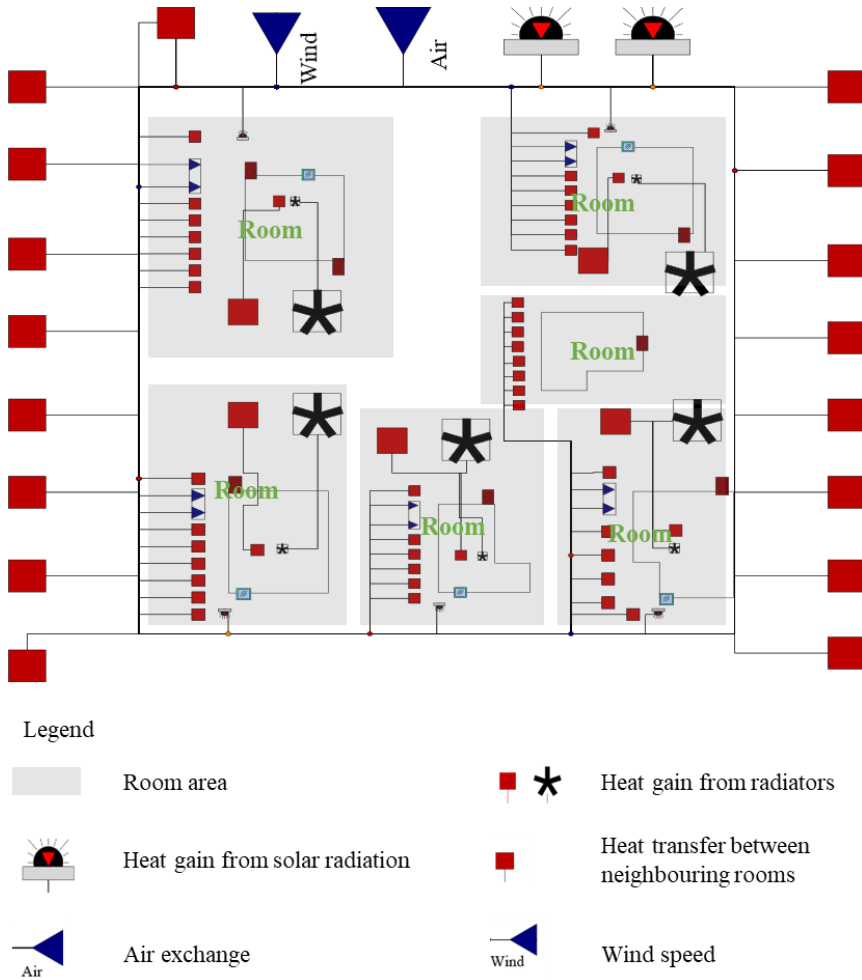 Wind
Air
Room
Room
Room
Room
Room
Room
Legend
Room area
Heat gain from radiators
Heat gain from solar radiation
Heat transfer between
neighbouring rooms
Air
Air exchange
Wind
Wind speed